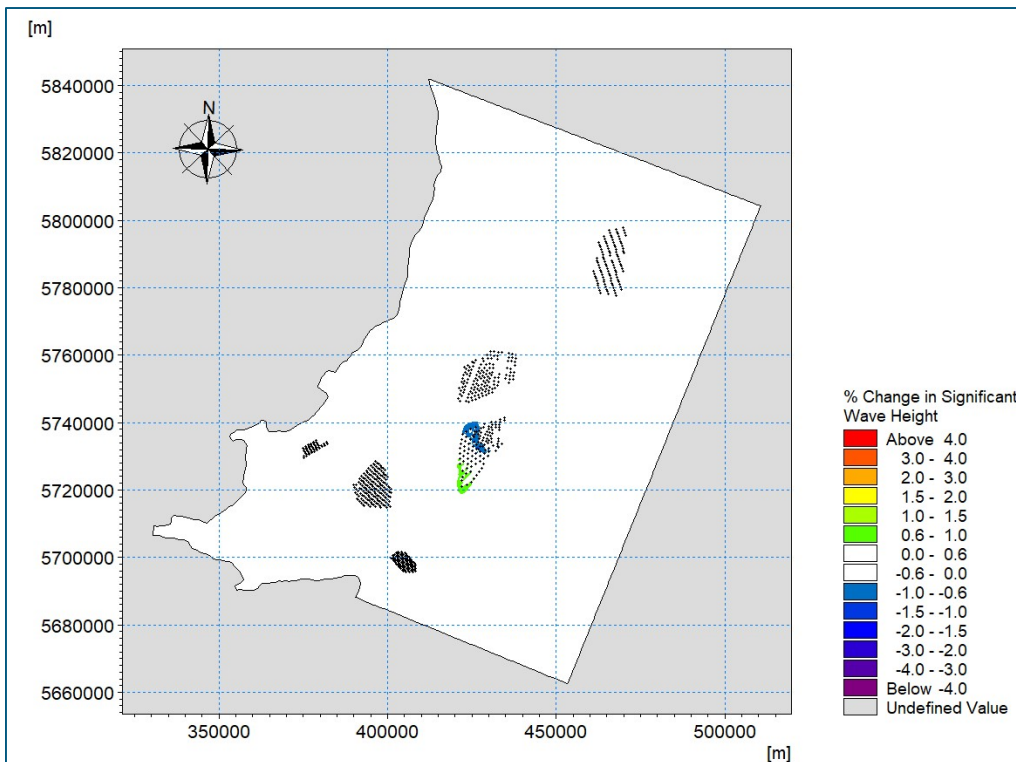 [m]
5840000
5820000
5800000
5780000
5760000
5740000
5720000
5700000
5680000
5660000
N
350000
400000
450000
500000
[m]
% Change in Significant
Wave Height
Above 4.0
3.0 - 4.0
2.0 - 3.0
1.5 - 2.0
1.0 - 1.5
0.6 - 1.0
0.0 - 0.6
-0.6 - 0.0
-1.0 - -0.6
-1.5 - -1.0
-2.0 - -1.5
-3.0 - -2.0
-4.0 - -3.0
Below -4.0
Undefined Value